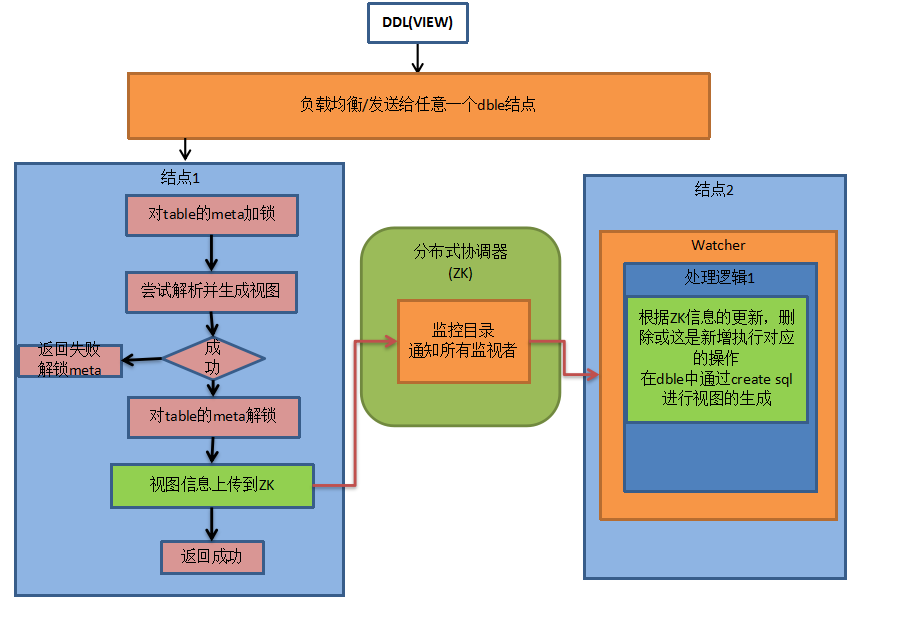 DDL(VIEW)
负载均衡/发送给任意一个dble结点
结点1
对table的meta加锁
尝试解析并生成视图
成
功
返回失败
解锁meta
对table的meta解锁
视图信息上传到ZK
返回成功
分布式协调器
(ZK)
监控目录
通知所有监视者
结点2
Watcher
处理逻辑1
根据ZK信息的更新，删
除或这是新增执行对应
的操作
在dble中通过create sql
进行视图的生成